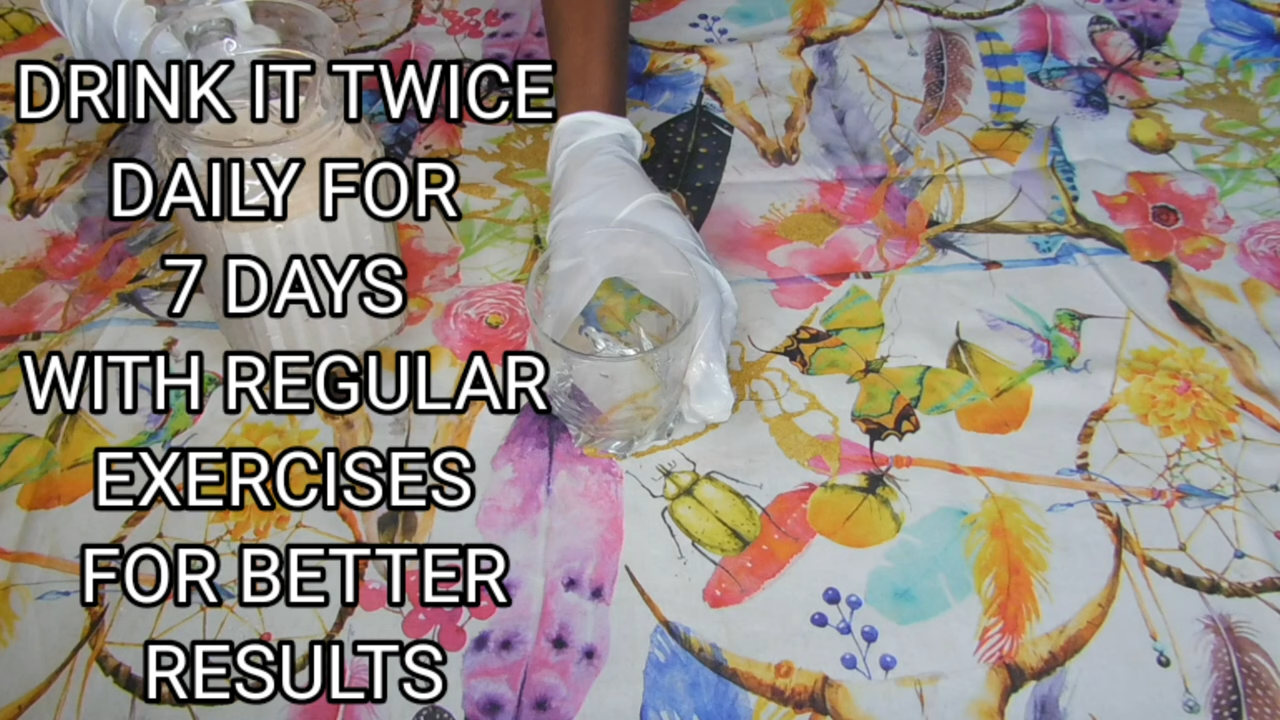 DRINK IT TWICE
DAILY FOR
7 DAYS
WITH REGULAR
EXERCISES
FOR BETTER
RESULTS